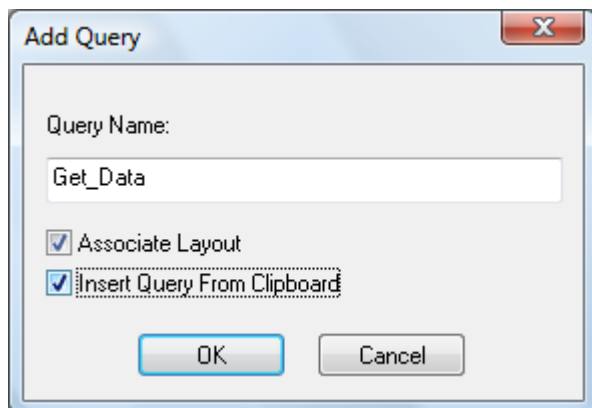 Add Query
Query Name:
Get_Data
Associate Layout
Insert Query From Clipboard
OK
Cancel